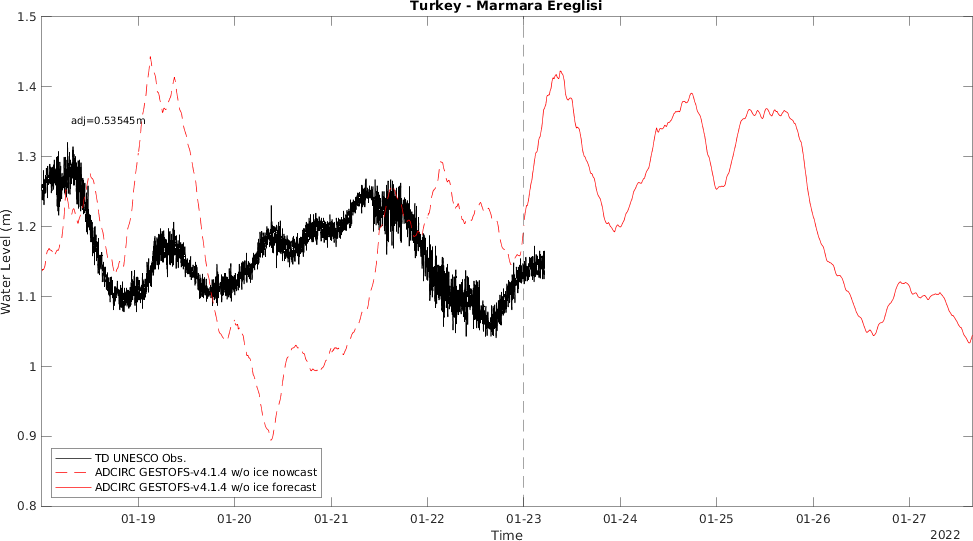 Turkey - Marmara Ereglisi
1.5
1.4
1.3
1.2
1.1
1
0.9
0.8
Water Level (m)
adj=0.53545m
TD UNESCO Obs.
ADCIRC GESTOFS-v4.1.4 w/o ice nowcast
ADCIRC GESTOFS-v4.1.4 w/o ice forecast
01-19 01-20 01-21 01-22 01-23 01-24 01-25 01-26 01-27
Time
2022